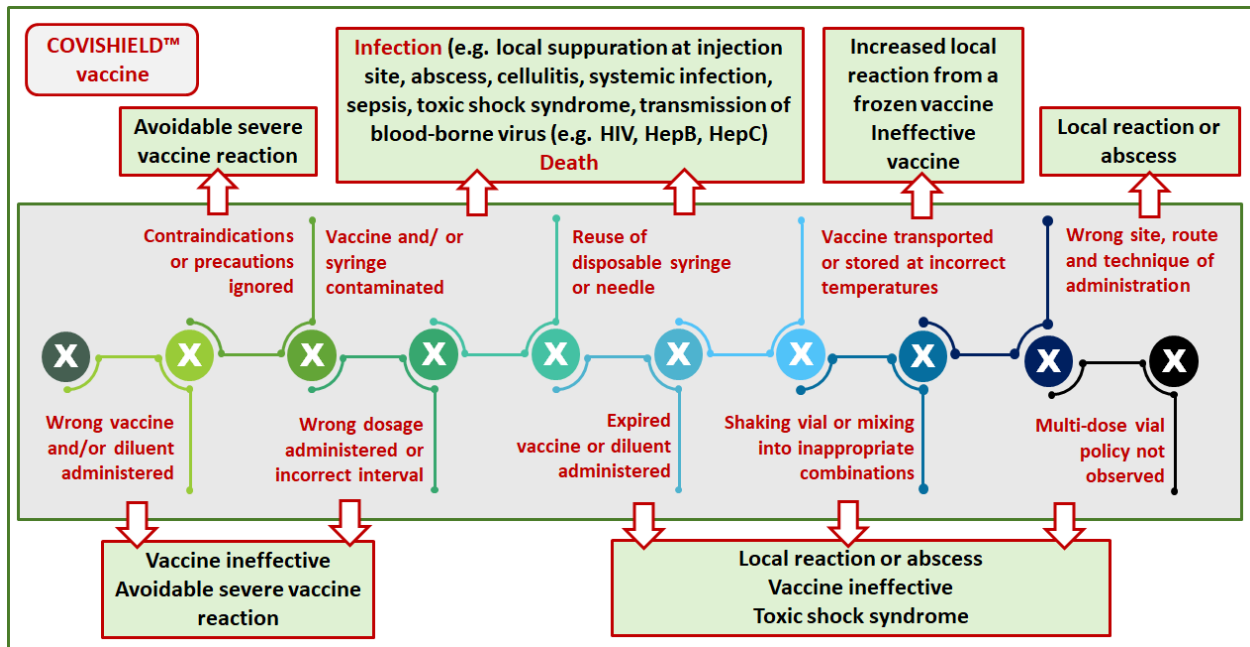 COVISHIELD™
vaccine
Infection (e.g. local suppuration at injection
site, abscess, cellulitis, systemic infection,
sepsis, toxic shock syndrome, transmission of
blood-borne virus (e.g. HIV, HepB, HepC)
Death
Increased local
reaction from a
frozen vaccine
Ineffective
vaccine
Avoidable severe
vaccine reaction
Local reaction or
abscess
Contraindications
or precautions
ignored
Vaccine and/ or
syringe
contaminated
Reuse of
disposable syringe
or needle
Vaccine transported
or stored at incorrect
temperatures
Wrong site, route
and technique of
administration
X
X
X
X
X
X
X
X
X
X
Wrong vaccine
and/or diluent
administered
Wrong dosage
administered or
incorrect interval
Expired
vaccine or diluent
administered
Shaking vial or mixing
into inappropriate
combinations
Multi-dose vial
policy not
observed
Vaccine ineffective
Avoidable severe vaccine
reaction
Local reaction or abscess
Vaccine ineffective
Toxic shock syndrome